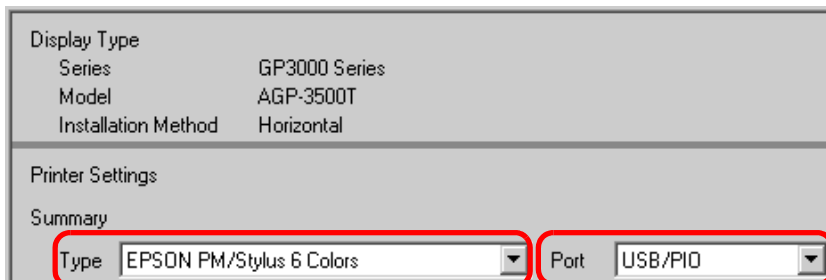 Display Type
Series GP3000 Series
Model AGP-3500T
Installation Method Horizontal
Printer Settings
Summary
Type EPSON PM/Stylus 6 Colors Port USB/PIO